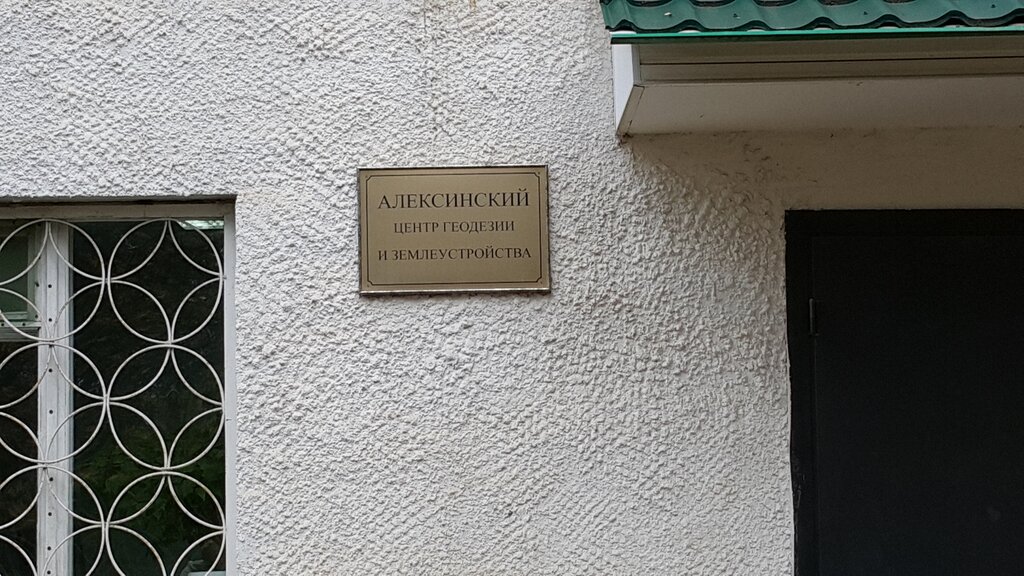 АЛЕКСИНСКИЙ
ЦЕНТР ГЕОДЕЗИИ
И ЗЕМЛЕУСТРОЙСТВА